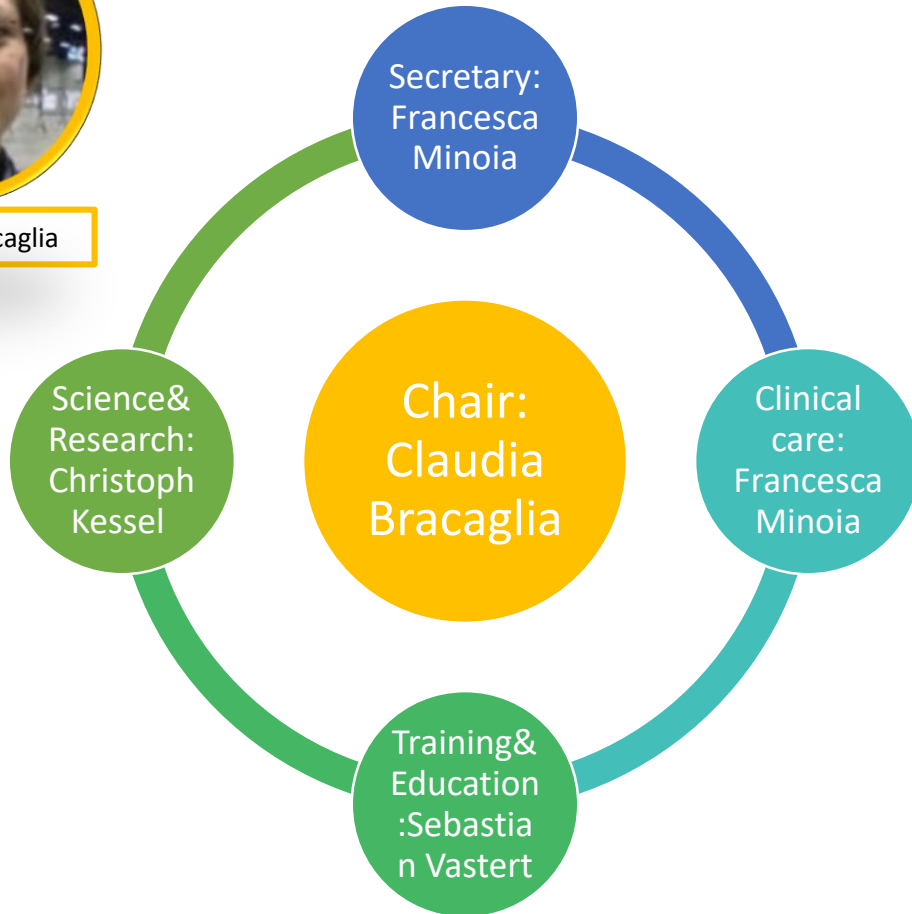 Secretary:
Francesca
Minoia
caglia
Science&
Research:
Christoph
Kessel
Chair:
Claudia
Bracaglia
Clinical
care:
Francesca
Minoia
Training&
Education
:Sebastia
n Vastert